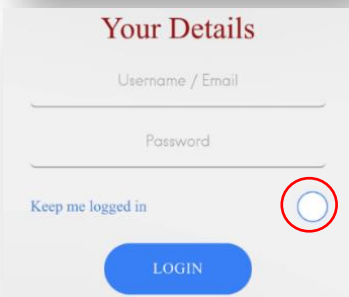 Your Details
Username / Email
Password
Keep me logged in
LOGIN